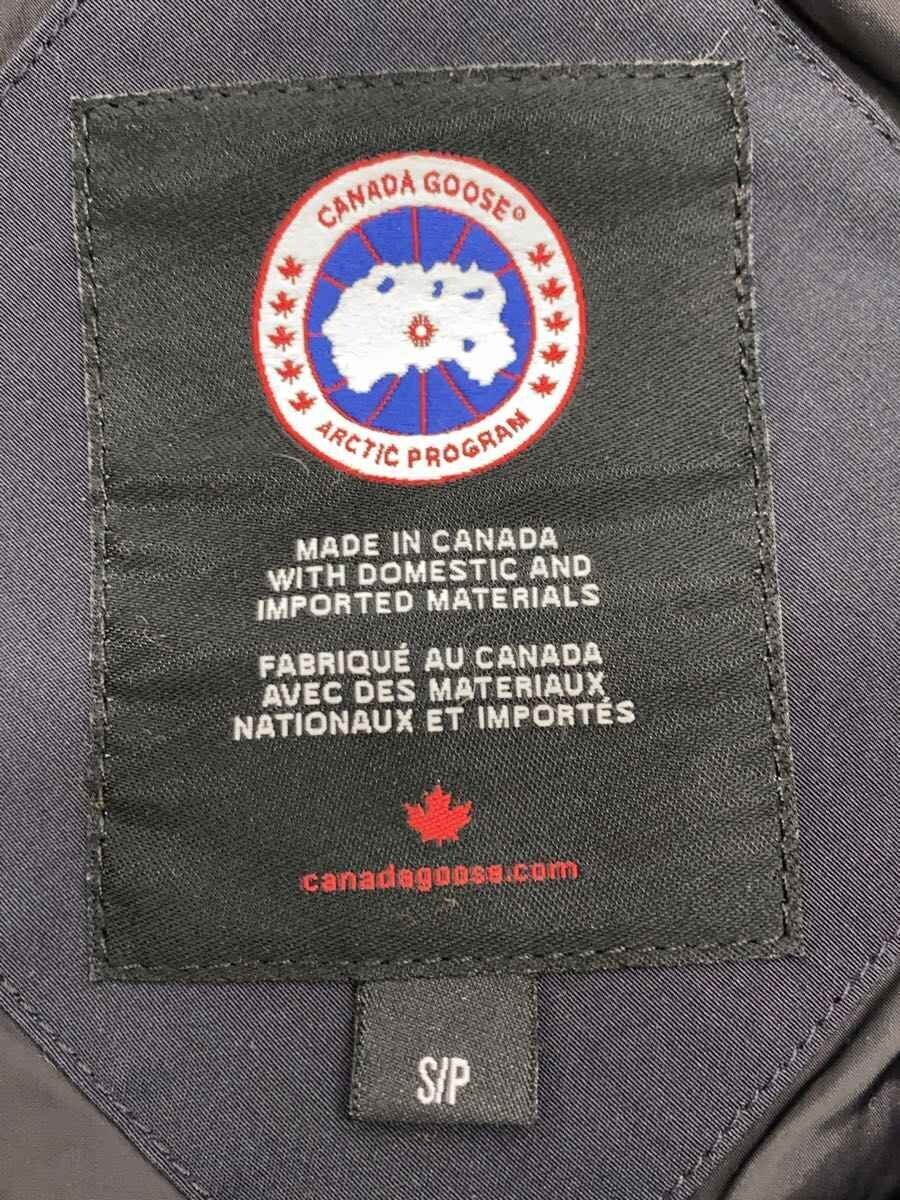 CANADA GOOSE®
ARCTIC PROGRAM
MADE IN CANADA
WITH DOMESTIC AND
IMPORTED MATERIALS
FABRIQUÉ AU CANADA
AVEC DES MATERIAUX
NATIONAUX ET IMPORTÉS
canadagoose.com
S/P